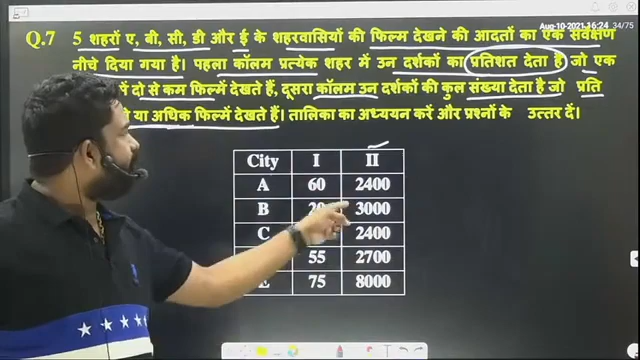 Aug-10-2021 16:24 34/75
Q.7 5 शहरों ए, बी, सी, डी और ई के शहरवासियों की फिल्म देखने की आदतों का एक सर्वेक्षण
नीचे दिया गया है। पहला कॉलम प्रत्येक शहर में उन दर्शकों का प्रतिशत देता है जो एक
में दो से कम फिल्में देखते हैं, दूसरा कॉलम उन दर्शकों की कुल संख्या देता है जो प्रति
या अधिक फिल्में देखते हैं। तालिका का अध्ययन करें और प्रश्नों के उत्तर दें।
City I II
A 60 2400
B 3000
C 2400
55 2700
E 75 8000